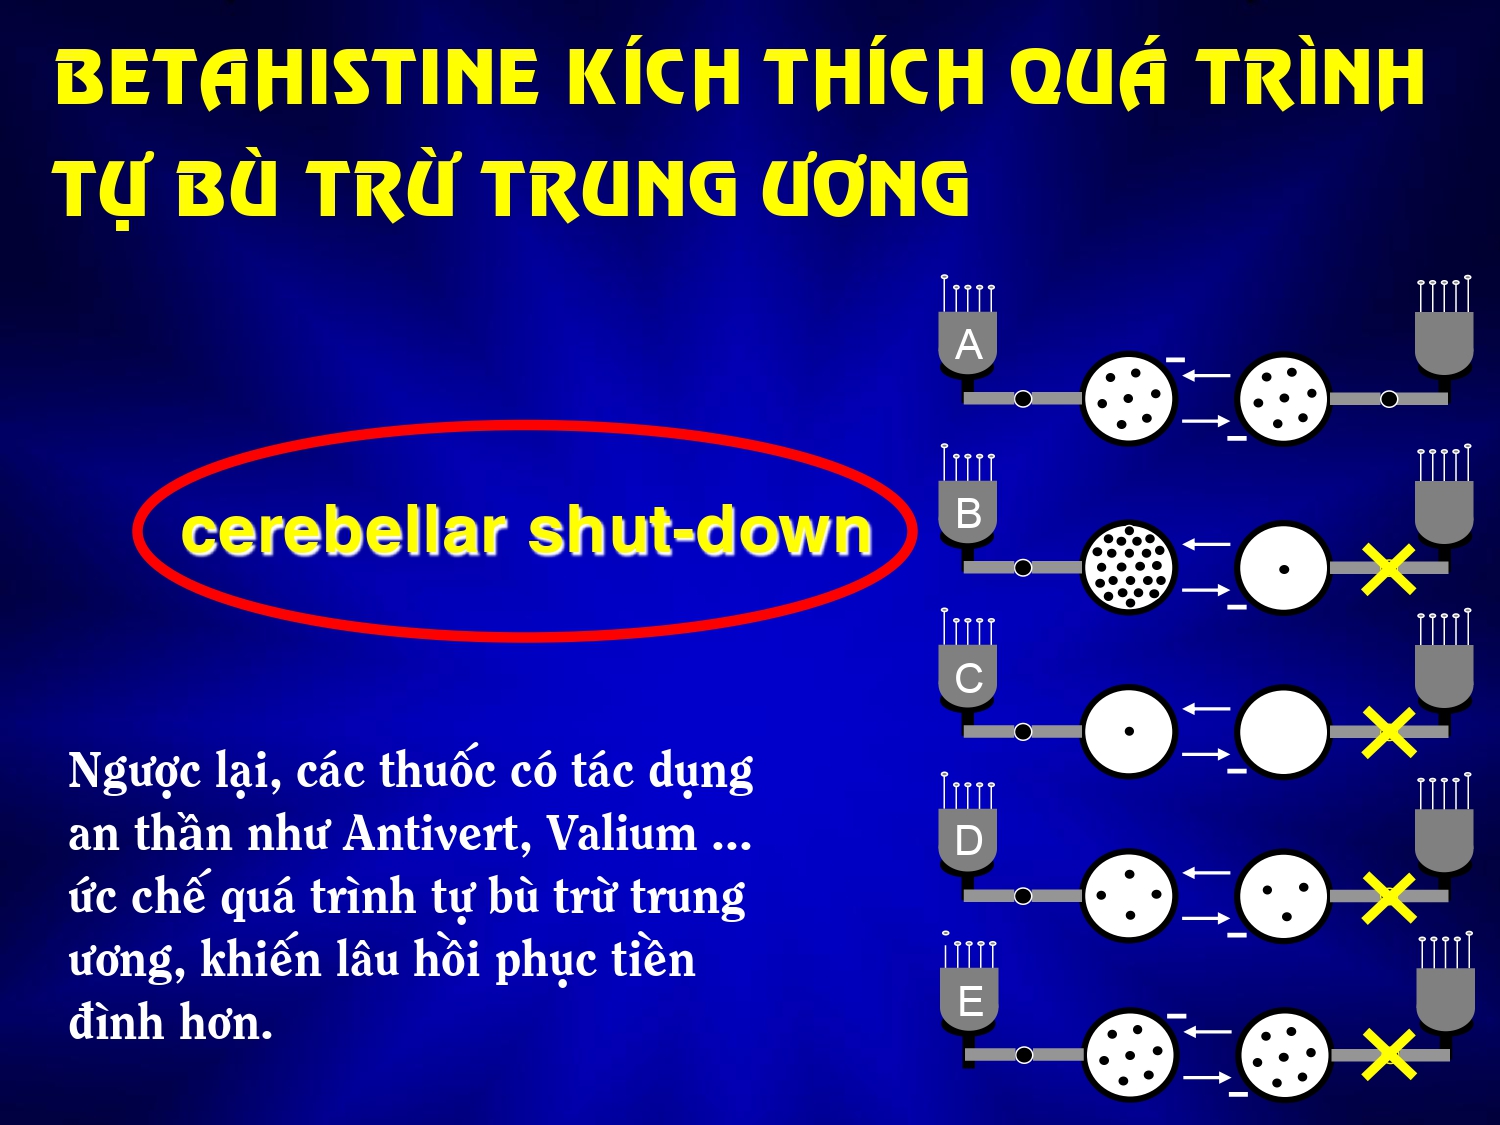 BETAHISTINE KÍCH THÍCH QUÁ TRÌNH
TỰ BÙ TRỪ TRUNG ƯƠNG
cerebellar shut-down
Ngược lại, các thuốc có tác dụng
an thần như Antivert, Valium ...
ức chế quá trình tự bù trừ trung
ương, khiến lâu hồi phục tiền
đình hơn.
A
B
C
D
E